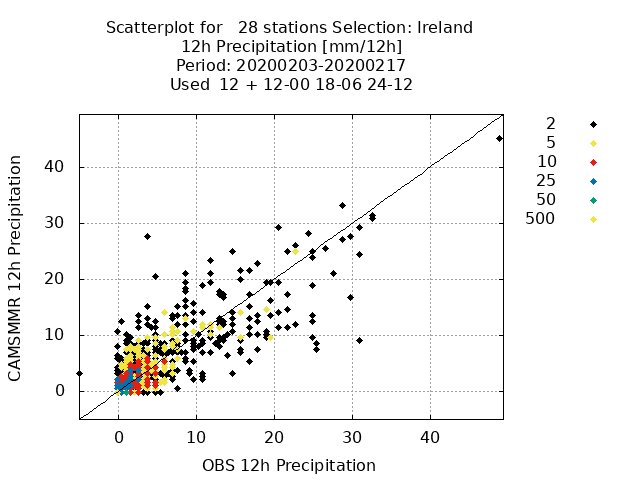 Scatterplot for   28 stations Selection: Ireland
12h Precipitation [mm/12h]
Period: 20200203-20200217
Used  12 + 12-00 18-06 24-12
2
5
10
25
50
500
CAMSMMR 12h Precipitation
40
30
20
10
0
0 10 20 30 40
OBS 12h Precipitation